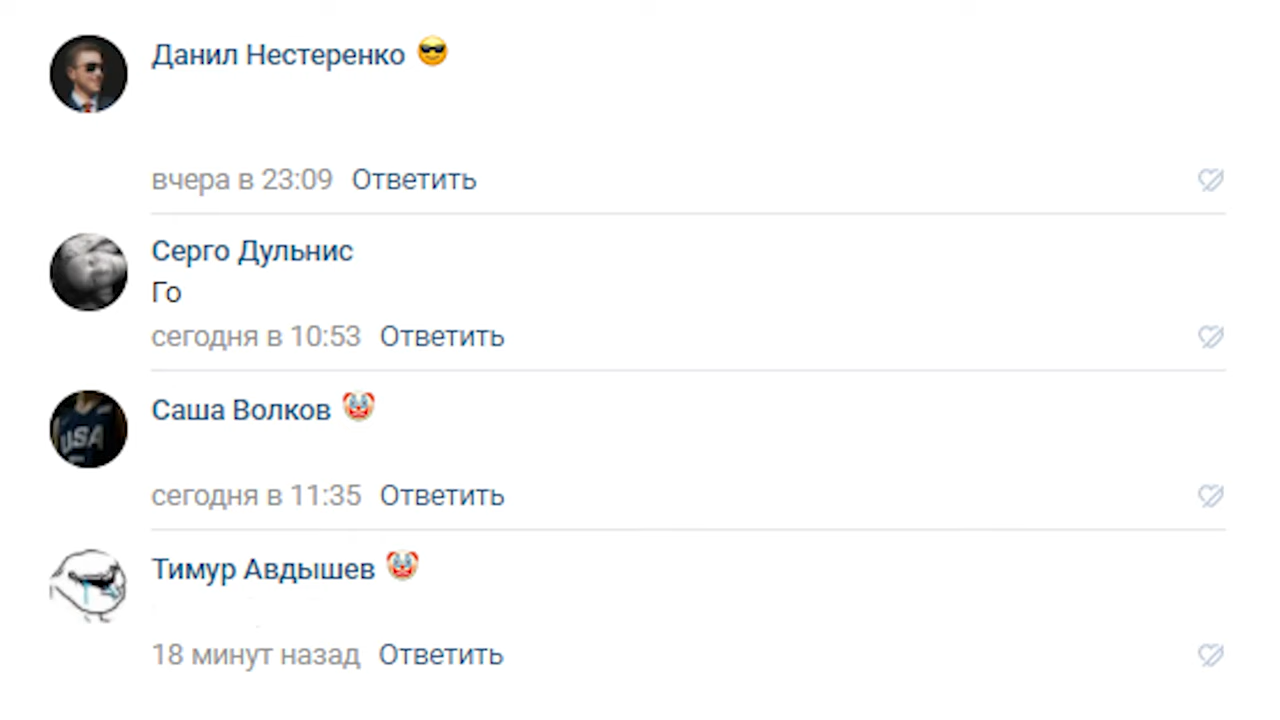 Данил Нестеренко 😎
вчера в 23:09 Ответить
Серго Дульнис
Го
сегодня в 10:53 Ответить
USA
Саша Волков 🤡
сегодня в 11:35 Ответить
Тимур Авдышев 🤡
18 минут назад Ответить